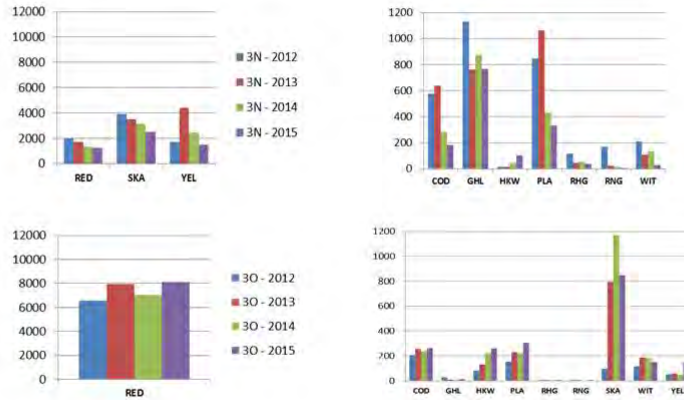 12000
10000
8000
6000
4000
2000
0
RED SKA YEL
3N - 2012
3N - 2013
3N - 2014
3N - 2015
1200
1000
800
600
400
200
0
COD GHL HKW PLA RHG RNG WIT
12000
10000
8000
6000
4000
2000
0
RED
3O - 2012
3O - 2013
3O - 2014
3O - 2015
1200
1000
800
600
400
200
0
COD GHL HKW PLA RHG RNG SKA WIT YEL